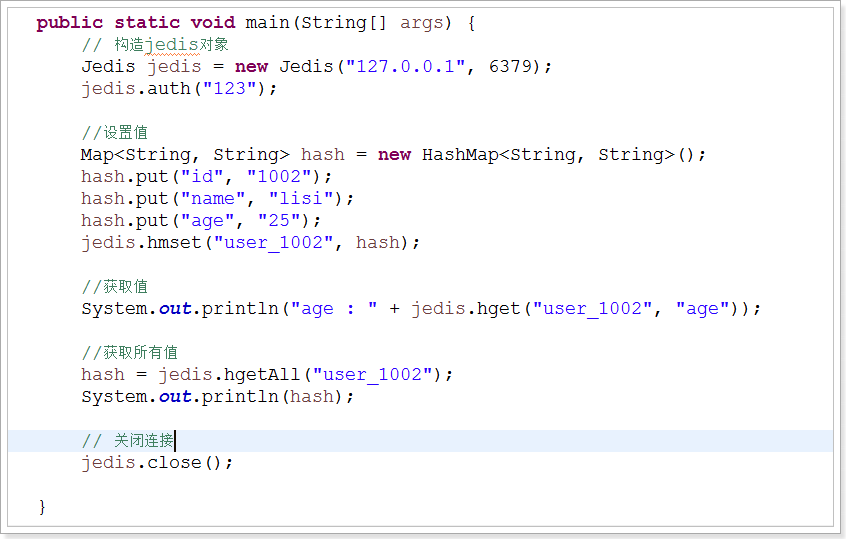 public static void main(String[] args) {
// 构造jedis对象
Jedis jedis = new Jedis("127.0.0.1", 6379);
jedis.auth("123");
//设置值
Map<String, String> hash = new HashMap<String, String>();
hash.put("id", "1002");
hash.put("name", "lisi");
hash.put("age", "25");
jedis.hmset("user_1002", hash);
//获取值
System.out.println("age : " + jedis.hget("user_1002", "age"));
//获取所有值
hash = jedis.hgetAll("user_1002");
System.out.println(hash);
// 关闭连接
jedis.close();
}